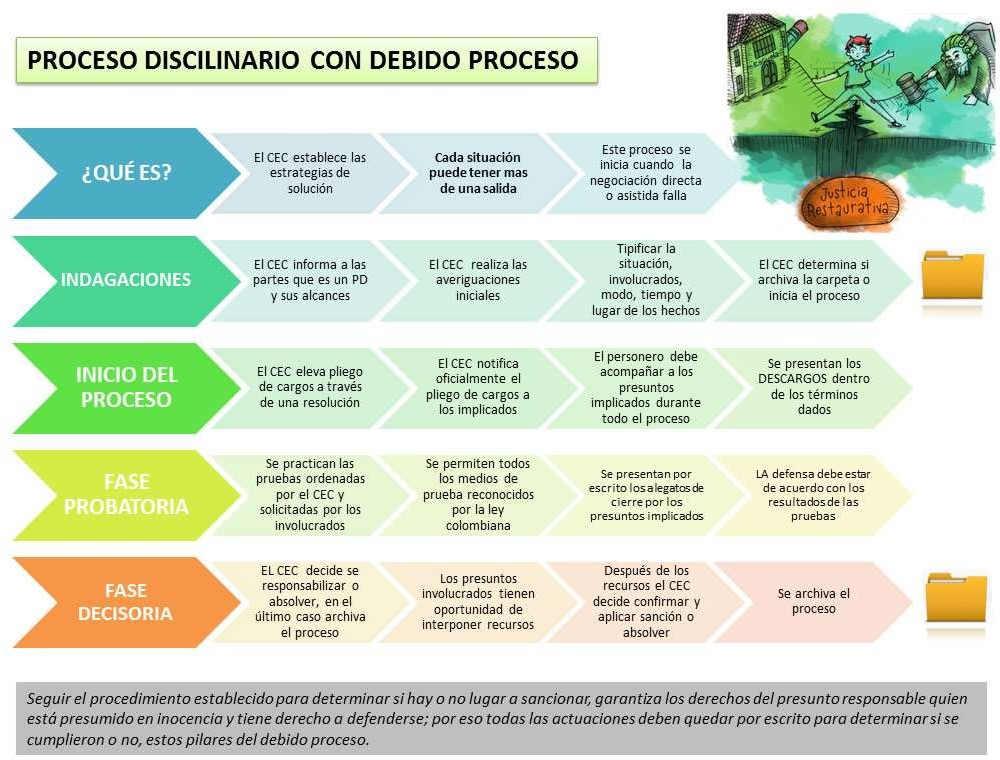 PROCESO DISCILINARIO CON DEBIDO PROCESO
Justicia
Restaurativa
¿QUÉ ES?
El CEC establece las
estrategias de
solución
Cada situación
puede tener mas
de una salida
Este proceso se
inicia cuando la
negociación directa
o asistida falla
INDAGACIONES
El CEC informa a las
partes que es un PD
y sus alcances
El CEC realiza las
averiguaciones
iniciales
Tipificar la
situación,
involucrados,
modo, tiempo y
lugar de los hechos
El CEC determina si
archiva la carpeta o
inicia el proceso
INICIO DEL
PROCESO
El CEC eleva pliego
de cargos a través
de una resolución
El CEC notifica
oficialmente el
pliego de cargos a
los implicados
El personero debe
acompañar a los
presuntos
implicados durante
todo el proceso
Se presentan los
DESCARGOS dentro
de los términos
dados
FASE
PROBATORIA
Se practican las
pruebas ordenadas
por el CEC y
solicitadas por los
involucrados
Se permiten todos
los medios de
prueba reconocidos
por la ley
colombiana
Se presentan por
escrito los alegatos de
cierre por los
presuntos implicados
LA defensa debe estar
de acuerdo con los
resultados de las
pruebas
FASE
DECISORIA
EL CEC decide se
responsabilizar o
absolver, en el
último caso archiva
el proceso
Los presuntos
involucrados tienen
oportunidad de
interponer recursos
Después de los
recursos el CEC
decide confirmar y
aplicar sanción o
absolver
Se archiva el
proceso
Seguir el procedimiento establecido para determinar si hay o no lugar a sancionar, garantiza los derechos del presunto responsable quien
está presumido en inocencia y tiene derecho a defenderse; por eso todas las actuaciones deben quedar por escrito para determinar si se
cumplieron o no, estos pilares del debido proceso.